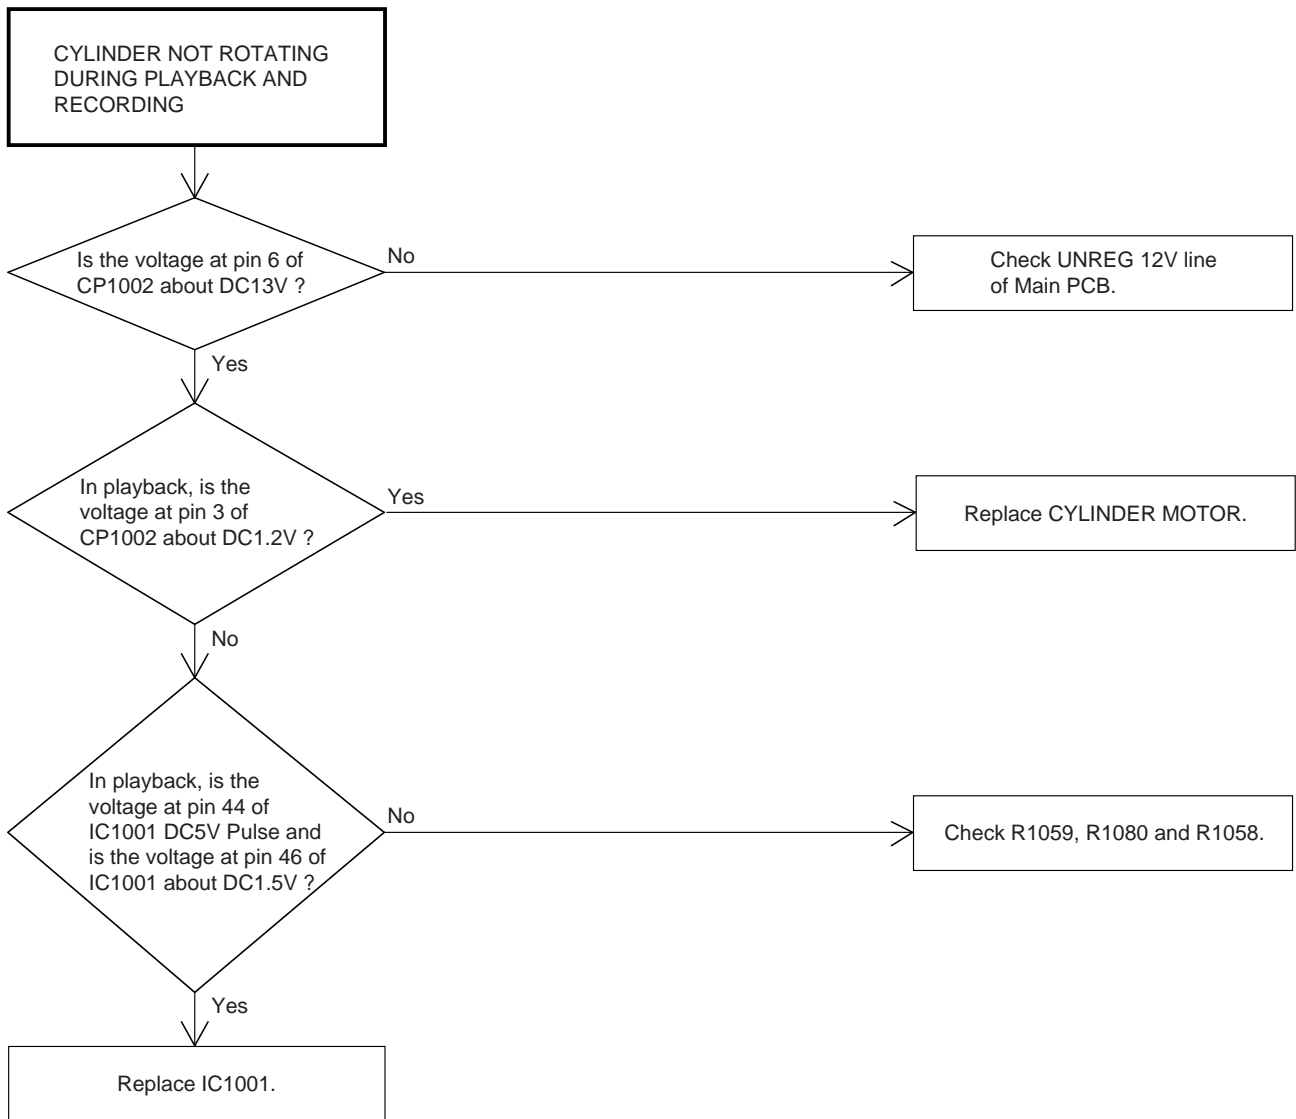 CYLINDER NOT ROTATING
DURING PLAYBACK AND
RECORDING
Is the voltage at pin 6 of
CP1002 about DC13V ?
No
Check UNREG 12V line
of Main PCB.
Yes
In playback, is the
voltage at pin 3 of
CP1002 about DC1.2V ?
Yes
Replace CYLINDER MOTOR.
No
In playback, is the
voltage at pin 44 of
IC1001 DC5V Pulse and
is the voltage at pin 46 of
IC1001 about DC1.5V ?
No
Check R1059, R1080 and R1058.
Yes
Replace IC1001.